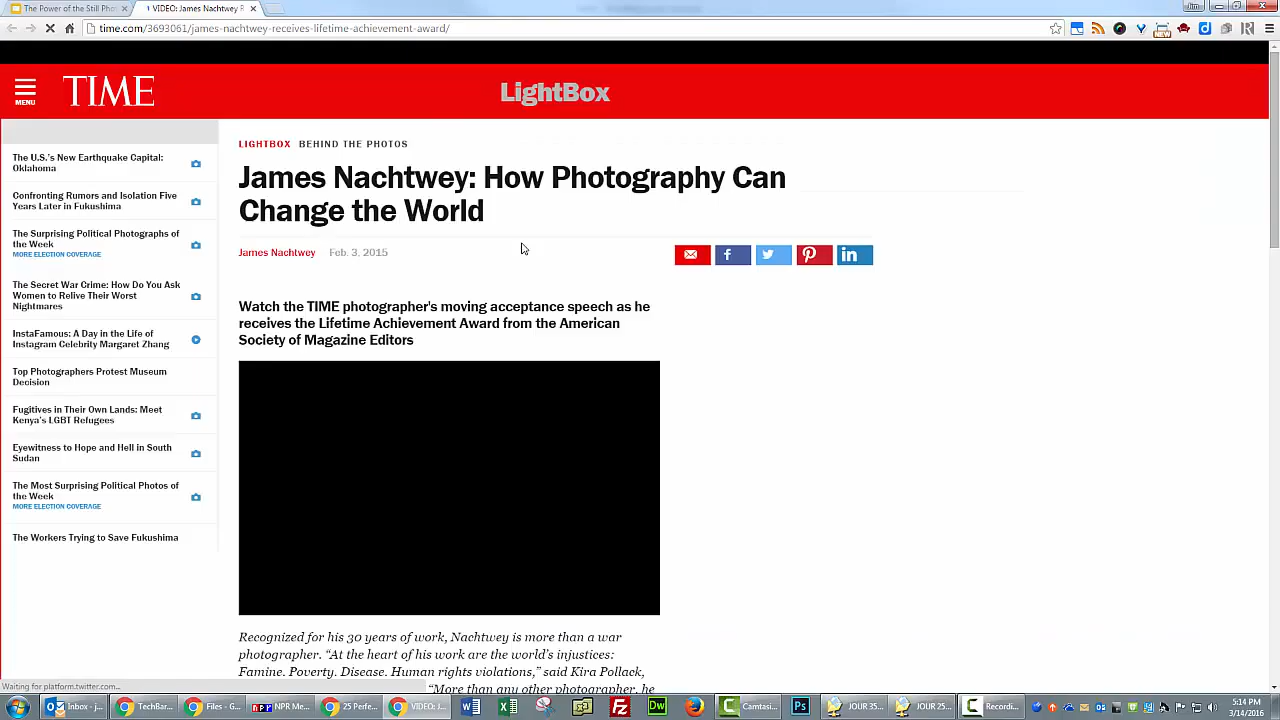 The Power of the Still Phot
VIDEO: James Nachtwey R
Jim
time.com/3693061/james-nachtwey-receives-lifetime-achievement-award/
NEW
MENU
TIME
LightBox
The U.S.'s New Earthquake Capital:
Oklahoma
Confronting Rumors and Isolation Five
Years Later in Fukushima
The Surprising Political Photographs of
the Week
MORE ELECTION COVERAGE
The Secret War Crime: How Do You Ask
Women to Relive Their Worst
Nightmares
InstaFamous: A Day in the Life of
Instagram Celebrity Margaret Zhang
Top Photographers Protest Museum
Decision
Fugitives in Their Own Lands: Meet
Kenya's LGBT Refugees
Eyewitness to Hope and Hell in South
Sudan
The Most Surprising Political Photos of
the Week
MORE ELECTION COVERAGE
The Workers Trying to Save Fukushima
LIGHTBOX BEHIND THE PHOTOS
James Nachtwey: How Photography Can
Change the World
James Nachtwey Feb. 3, 2015
Watch the TIME photographer's moving acceptance speech as he
receives the Lifetime Achievement Award from the American
Society of Magazine Editors
Recognized for his 30 years of work, Nachtwey is more than a war
photographer. "At the heart of his work are the world's injustices:
Famine. Poverty. Disease. Human rights violations," said Kira Pollack,
"More than any other photographer, he
Waiting for platform.twitter.com...
Inbox - j...
TechBar...
Files - G...
NPR Me...
25 Perfe...
VIDEO: J...
Camtasi...
JOUR 35...
JOUR 25...
Recordi...
5:14 PM
3/14/2016